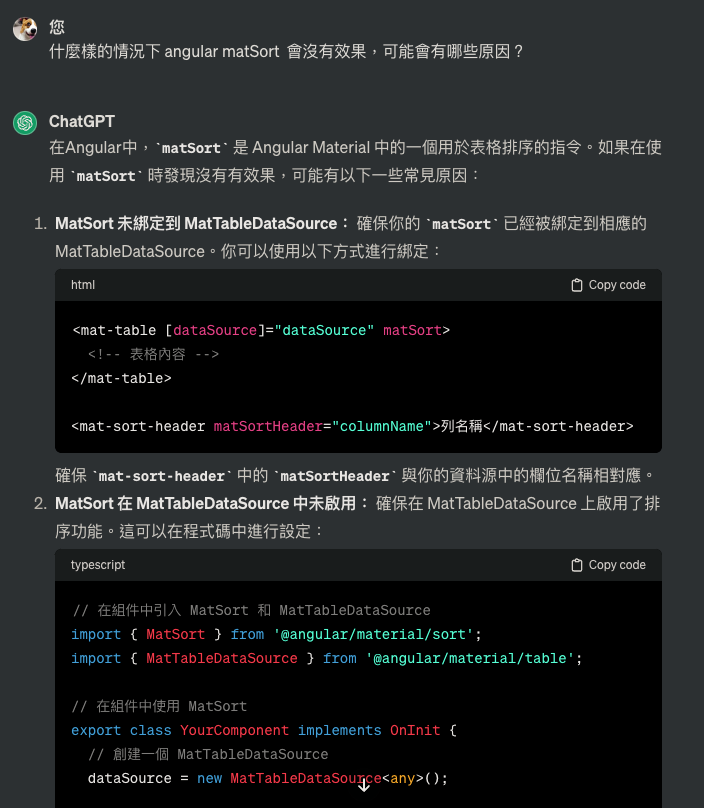 您
什麼樣的情況下 angular matSort 會沒有效果，可能會有哪些原因？
ChatGPT
在Angular中，`matSort` 是 Angular Material 中的一個用於表格排序的指令。如果在使
用 `matSort` 時發現沒有有效果，可能有以下一些常見原因：
1. MatSort 未綁定到 MatTableDataSource： 確保你的 `matSort` 已經被綁定到相應的
MatTableDataSource。你可以使用以下方式進行綁定：
html Copy code
<mat-table [dataSource]="dataSource" matSort>
<!-- 表格內容 -->
</mat-table>
<mat-sort-header matSortHeader="columnName">列名稱</mat-sort-header>
確保 `mat-sort-header` 中的 `matSortHeader` 與你的資料源中的欄位名稱相對應。
2. MatSort 在 MatTableDataSource 中未啟用： 確保在 MatTableDataSource 上啟用了排
序功能。這可以在程式碼中進行設定：
typescript Copy code
// 在組件中引入 MatSort 和 MatTableDataSource
import { MatSort } from '@angular/material/sort';
import { MatTableDataSource } from '@angular/material/table';
// 在組件中使用 MatSort
export class YourComponent implements OnInit {
// 創建一個 MatTableDataSource
dataSource = new MatTableDataSource<any>();